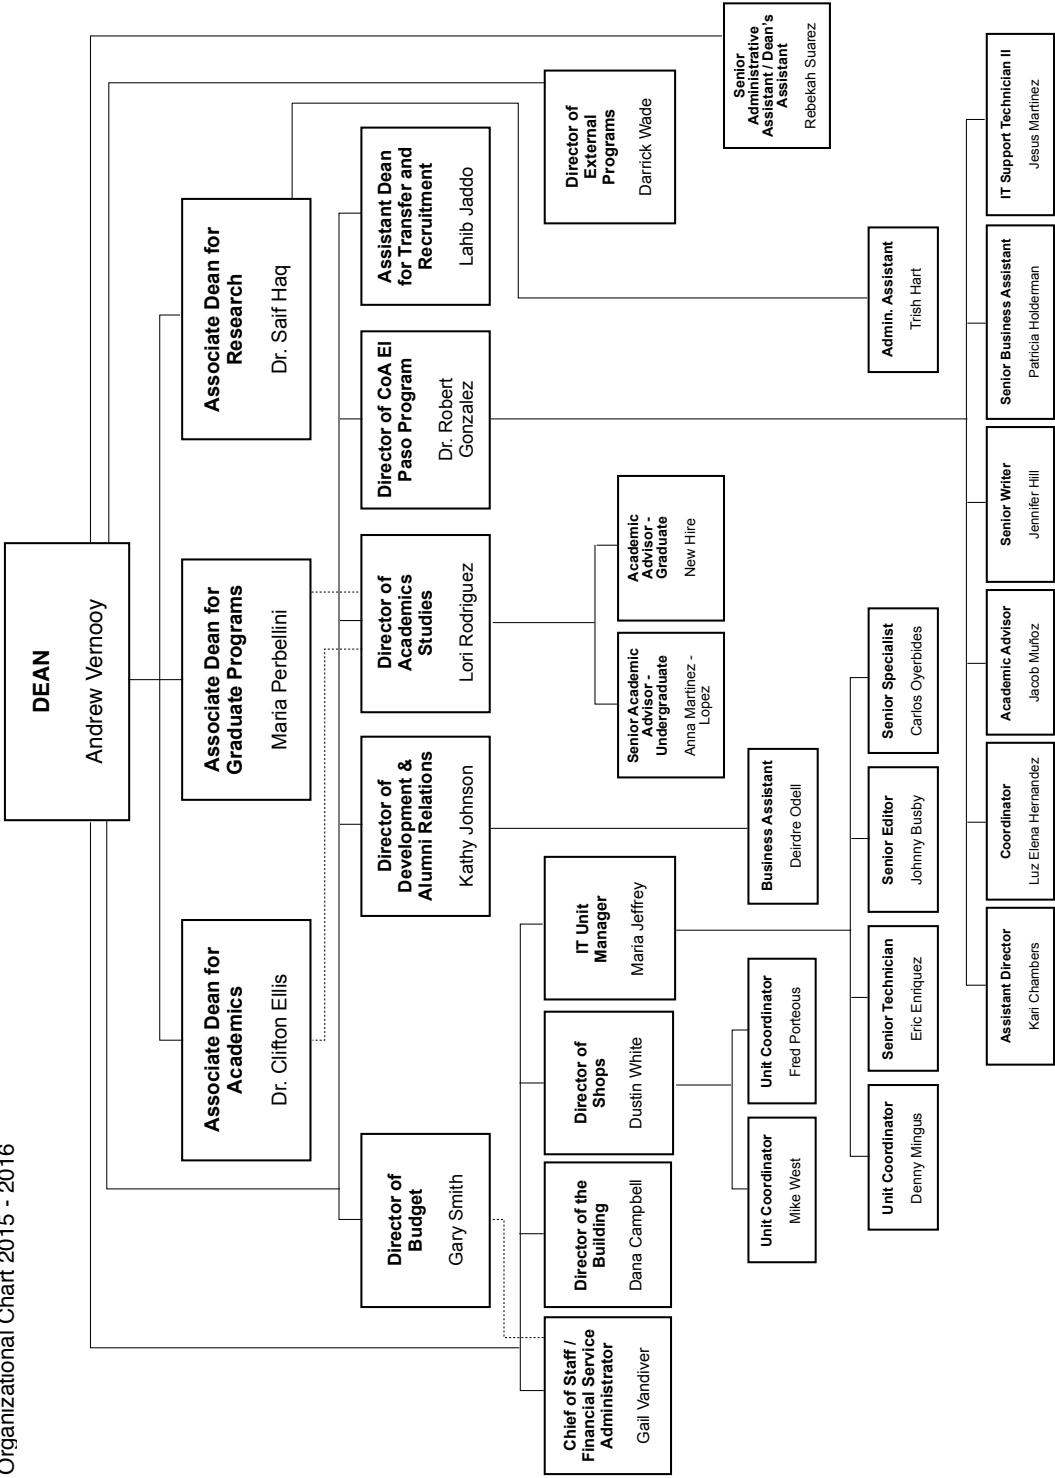 Organizational Chart 2015 - 2016
DEAN
Andrew Vernooy
Associate Dean for
Academics
Dr. Clifton Ellis
Associate Dean for
Graduate Programs
Maria Perbellini
Associate Dean for
Research
Dr. Saif Haq
Director of
Budget
Gary Smith
Director of
Development &
Alumni Relations
Kathy Johnson
Director of
Academics
Studies
Lori Rodriguez
Director of CoA El
Paso Program
Dr. Robert
Gonzalez
Assistant Dean
for Transfer and
Recruitment
Lahib Jaddo
Chief of Staff /
Financial Service
Administrator
Gail Vandiver
Director of the
Building
Dana Campbell
Director of
Shops
Dustin White
IT Unit
Manager
Maria Jeffrey
Director of
External
Programs
Darrick Wade
Senior Academic
Advisor -
Undergraduate
Anna Martinez -
Lopez
Academic
Advisor -
Graduate
New Hire
Senior
Administrative
Assistant / Dean's
Assistant
Rebekah Suarez
Unit Coordinator
Mike West
Unit Coordinator
Fred Porteous
Business Assistant
Deirdre Odell
Unit Coordinator
Denny Mingus
Senior Technician
Eric Enriquez
Senior Editor
Johnny Busby
Senior Specialist
Carlos Oyerbides
Admin. Assistant
Trish Hart
Assistant Director
Kari Chambers
Coordinator
Luz Elena Hernandez
Academic Advisor
Jacob Muñoz
Senior Writer
Jennifer Hill
Senior Business Assistant
Patricia Holderman
IT Support Technician II
Jesus Martinez